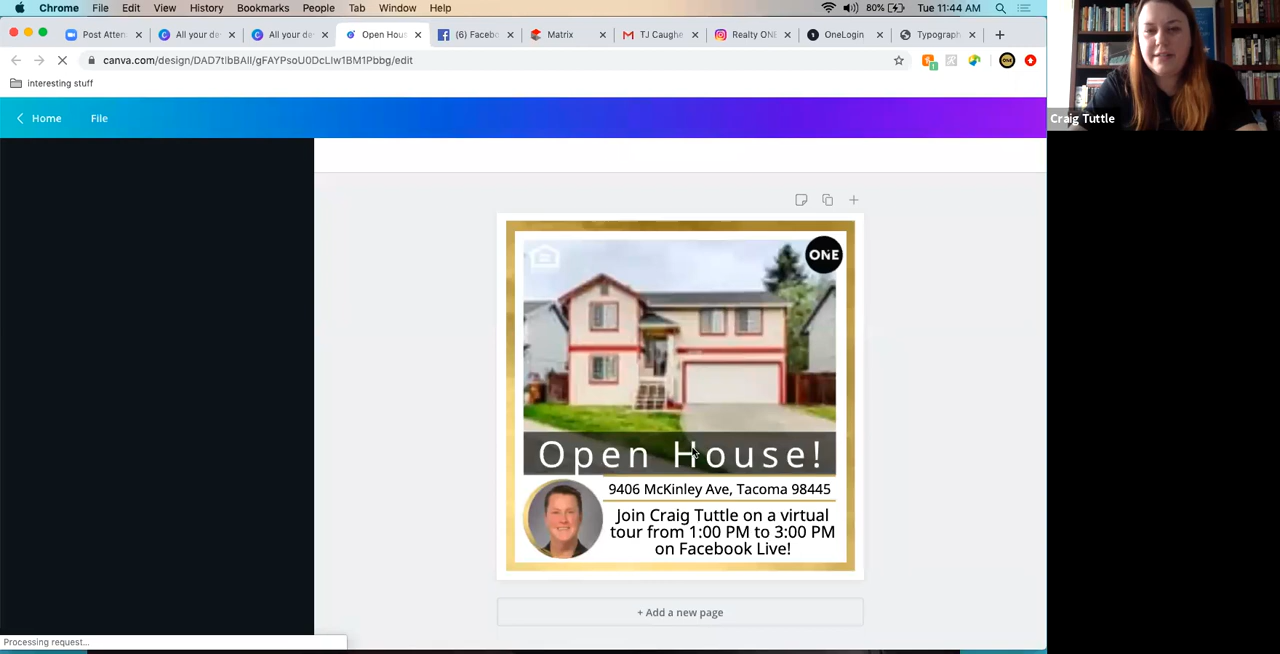 Chrome File Edit View History Bookmarks People Tab Window Help 80% Tue 11:44 AM
Post Atten All your de All your de Open Hous (6) Facebo Matrix TJ Caughe Realty ONE OneLogin Typograph
canva.com/design/DAD7tlbBAII/gFAYPsoU0DcLlw1BM1Pbbg/edit
interesting stuff
Home File
Craig Tuttle
ONE
Open House!
9406 McKinley Ave, Tacoma 98445
Join Craig Tuttle on a virtual
tour from 1:00 PM to 3:00 PM
on Facebook Live!
+ Add a new page
Processing request...